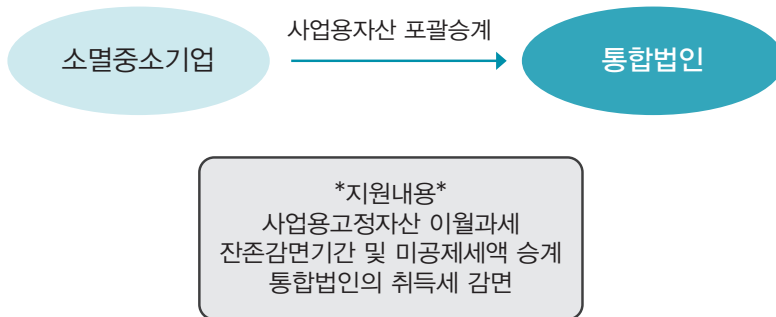 사업용자산 포괄승계
소멸중소기업
통합법인
*지원내용*
사업용고정자산 이월과세
잔존감면기간 및 미공제세액 승계
통합법인의 취득세 감면